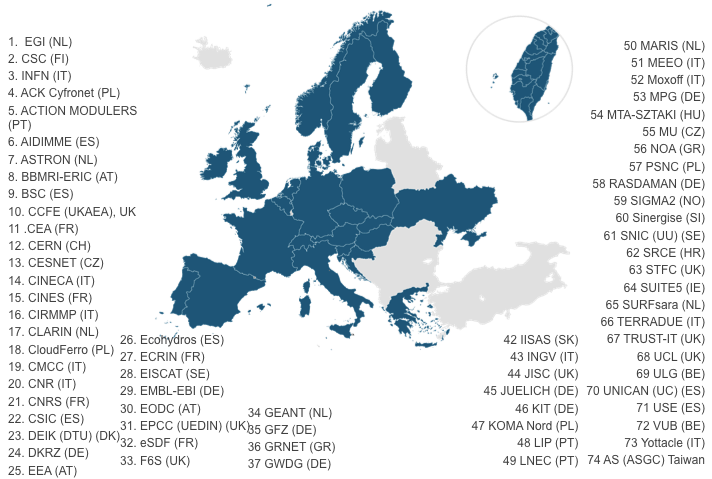 1. EGI (NL)
2. CSC (FI)
3. INFN (IT)
4. ACK Cyfronet (PL)
5. ACTION MODULERS
(PT)
6. AIDIMME (ES)
7. ASTRON (NL)
8. BBMRI-ERIC (AT)
9. BSC (ES)
10. CCFE (UKAEA), UK
11 .CEA (FR)
12. CERN (CH)
13. CESNET (CZ)
14. CINECA (IT)
15. CINES (FR)
16. CIRMMP (IT)
17. CLARIN (NL)
18. CloudFerro (PL)
19. CMCC (IT)
20. CNR (IT)
21. CNRS (FR)
22. CSIC (ES)
23. DEIK (DTU) (DK)
24. DKRZ (DE)
25. EEA (AT)
26. Econydros (ES)
27. ECRIN (FR)
28. EISCAT (SE)
29. EMBL-EBI (DE)
30. EODC (AT)
31. EPCC (UEDIN) (UK)
32. eSDF (FR)
33. F6S (UK)
34 GEANT (NL)
35 GFZ (DE)
36 GRNET (GR)
37 GWDG (DE)
42 IISAS (SK)
43 INGV (IT)
44 JISC (UK)
45 JUELICH (DE)
46 KIT (DE)
47 KOMA Nord (PL)
48 LIP (PT)
49 LNEC (PT)
50 MARIS (NL)
51 MEEO (IT)
52 Moxoff (IT)
53 MPG (DE)
54 MTA-SZTAKI (HU)
55 MU (CZ)
56 NOA (GR)
57 PSNC (PL)
58 RASDAMAN (DE)
59 SIGMA2 (NO)
60 Sinergise (SI)
61 SNIC (UU) (SE)
62 SRCE (HR)
63 STFC (UK)
64 SUITE5 (IE)
65 SURFsara (NL)
66 TERRADUE (IT)
67 TRUST-IT (UK)
68 UCL (UK)
69 ULG (BE)
70 UNICAN (UC) (ES)
71 USE (ES)
72 VUB (BE)
73 Yottacle (IT)
74 AS (ASGC) Taiwan